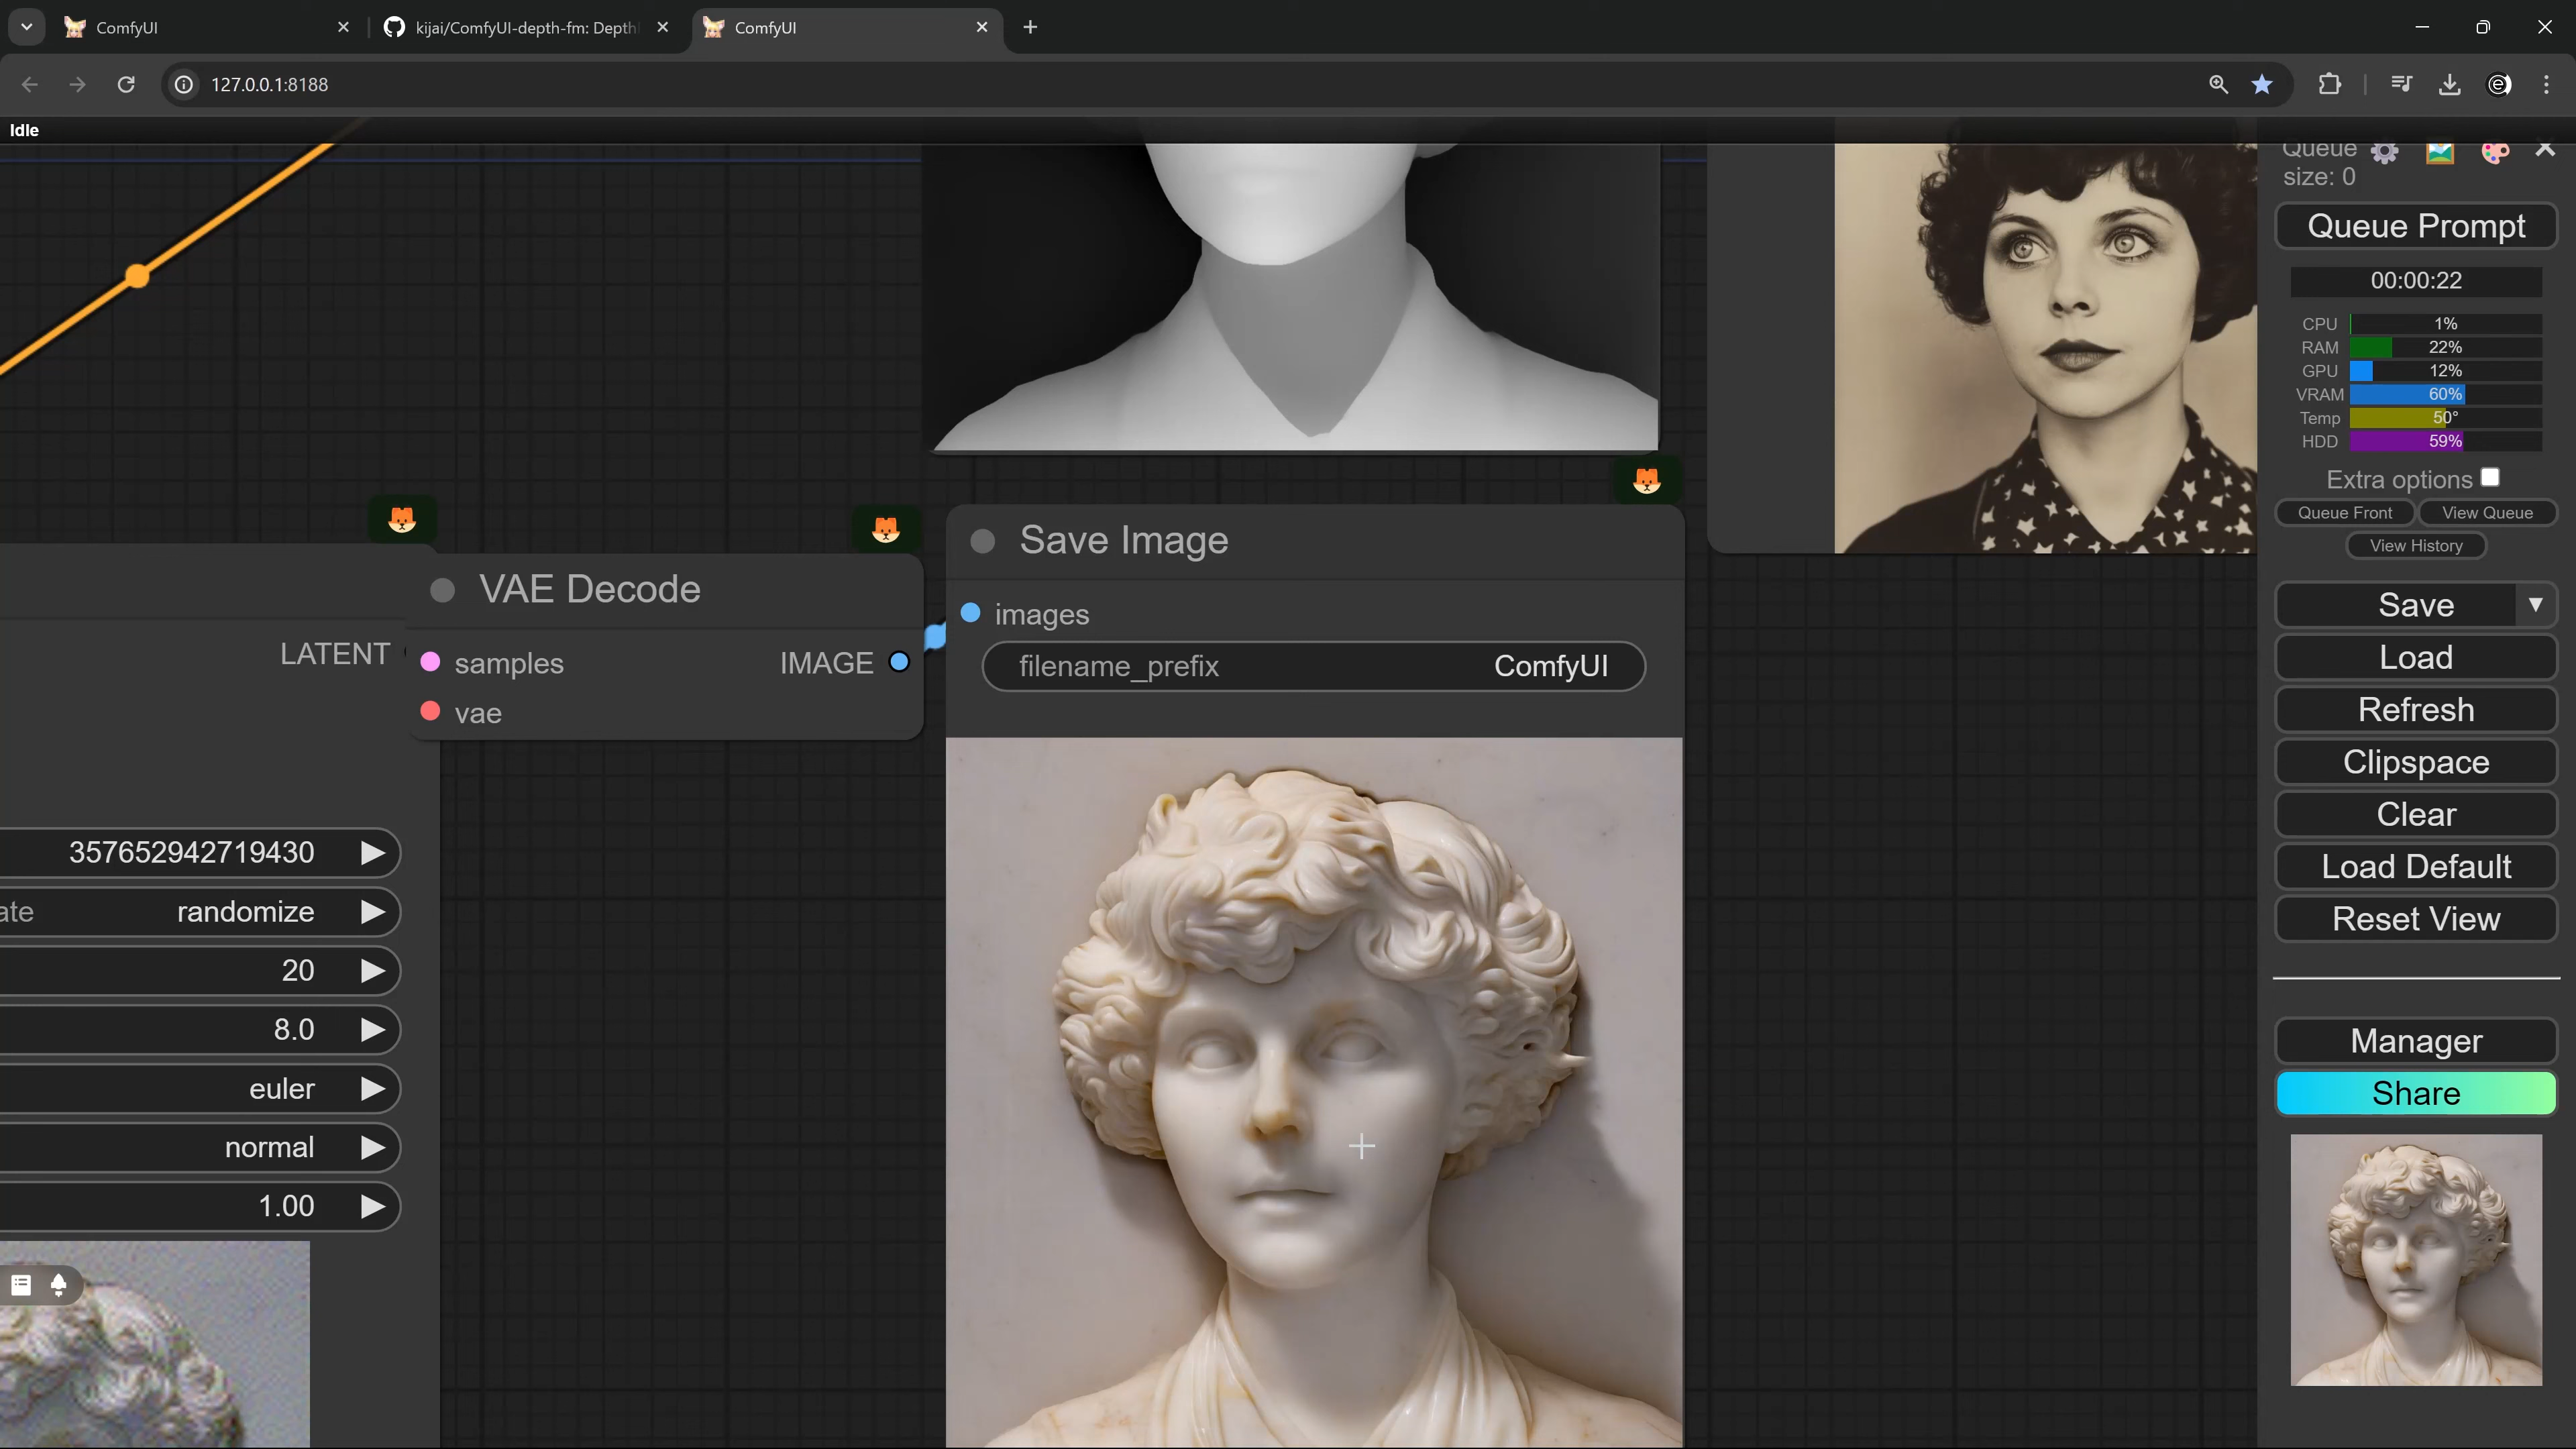 ComfyUI
kijai/ComfyUI-depth-fm: Depth
ComfyUI
127.0.0.1:8188
Idle
Queue
size: 0
Queue Prompt
00:00:22
CPU 1%
RAM 22%
GPU 12%
VRAM 60%
Temp 50°
HDD 59%
Extra options
Queue Front View Queue
View History
Save ▼
Load
Refresh
Clipspace
Clear
Load Default
Reset View
Manager
Share
LATENT
357652942719430
ate randomize
20
8.0
euler
normal
1.00
VAE Decode
samples IMAGE
vae
Save Image
images
filename_prefix ComfyUI